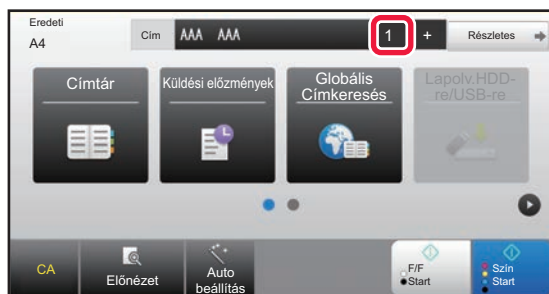 Eredeti
A4
Cím
AAA AAA
1
+
Részletes
Címtár
Küldési előzmények
Globális
Címkeresés
Lapolv.HDD-
re/USB-re
CA
Előnézet
Auto
beállítás
F/F
Start
Szín
Start